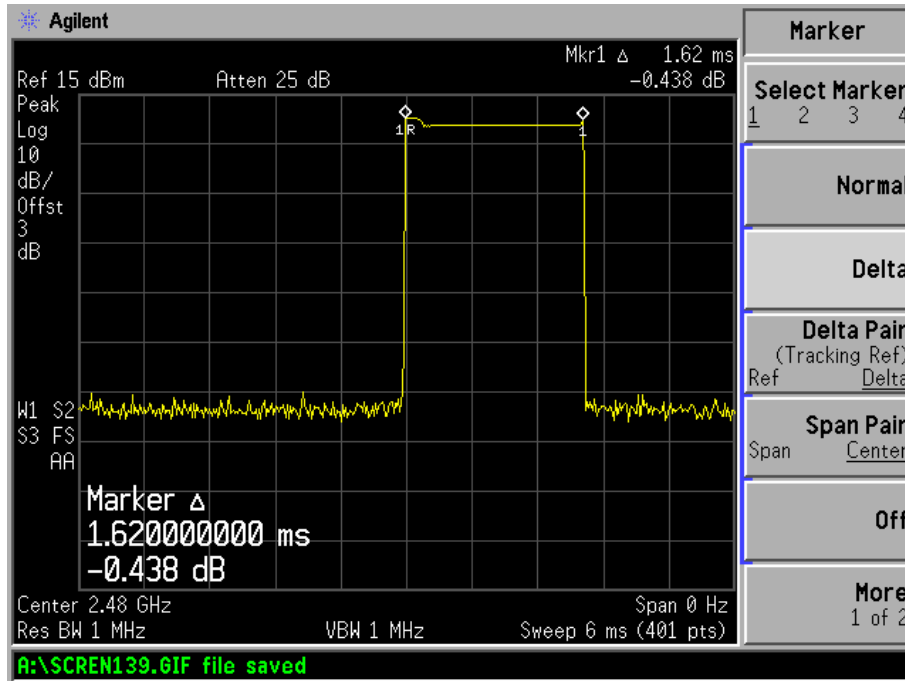 Agilent
Mkr1 Δ 1.62 ms
Ref 15 dBm Atten 25 dB -0.438 dB
Peak
Log
10
dB/
Offst
3
dB
1R
1
W1 S2
S3 FS
AA
Marker Δ
1.620000000 ms
-0.438 dB
Center 2.48 GHz Span 0 Hz
Res BW 1 MHz VBW 1 MHz Sweep 6 ms (401 pts)
A:\SCREN139.GIF file saved
Marker
Select Marker
1 2 3 4
Normal
Delta
Delta Pair
(Tracking Ref)
Ref Delta
Span Pair
Span Center
Off
More
1 of 2